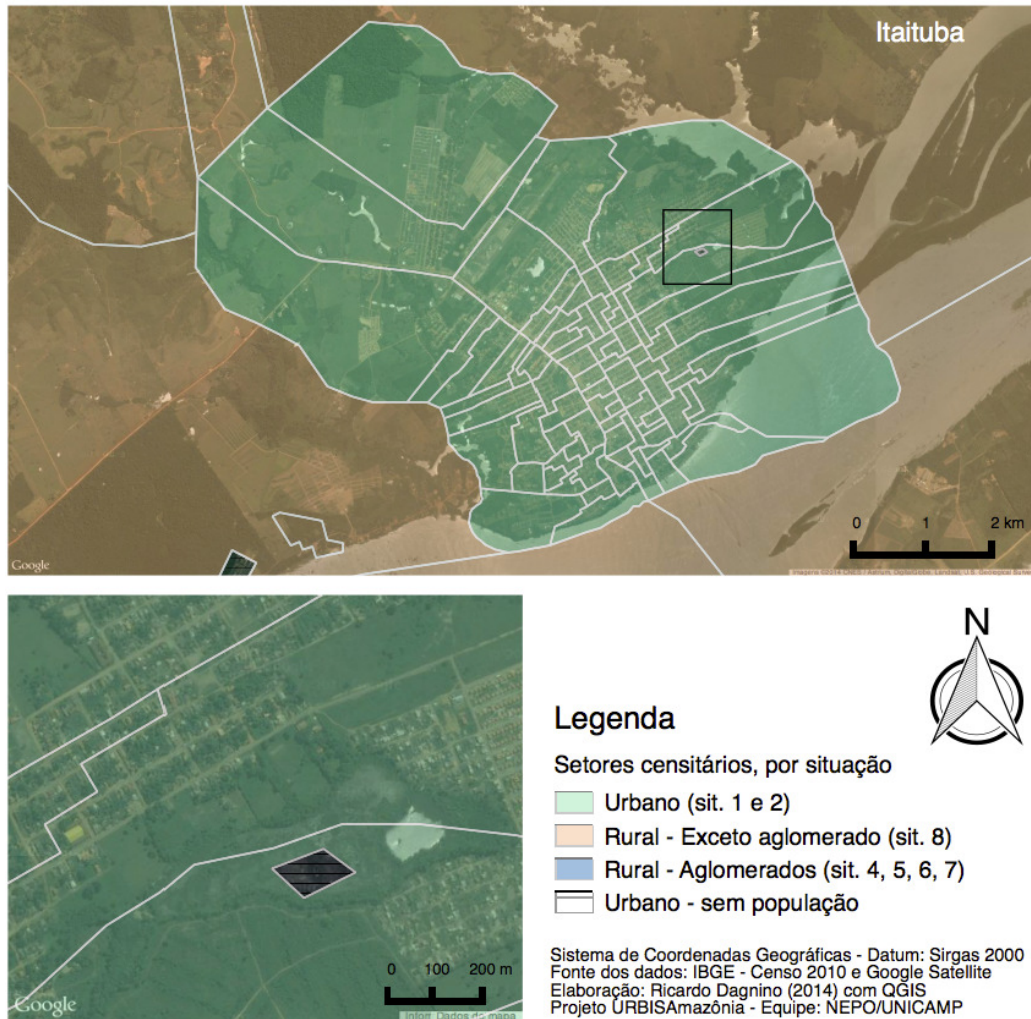 Itaituba
0 1 2 km
Google
Legenda
Setores censitários, por situação
Urbano (sit. 1 e 2)
Rural - Exceto aglomerado (sit. 8)
Rural - Aglomerados (sit. 4, 5, 6, 7)
Urbano - sem população
N
0 100 200 m
Google
Sistema de Coordenadas Geográficas - Datum: Sirgas 2000
Fonte dos dados: IBGE - Censo 2010 e Google Satellite
Elaboração: Ricardo Dagnino (2014) com QGIS
Projeto URBISAmazônia - Equipe: NEPO/UNICAMP